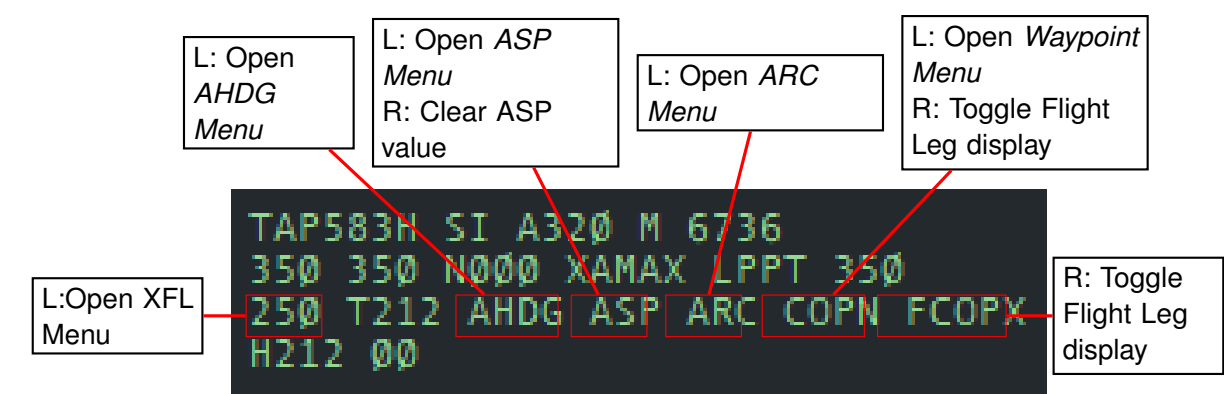 L: Open
AHDG
Menu
L: Open ASP
Menu
R: Clear ASP
value
L: Open ARC
Menu
L: Open Waypoint
Menu
R: Toggle Flight
Leg display
TAP583H SI A320 M 6736
350 350 N000 XAMAX LPPT 350
L:Open XFL
Menu
250 T212 AHDG ASP ARC COPN FCOPX
H212 00
R: Toggle
Flight Leg
display